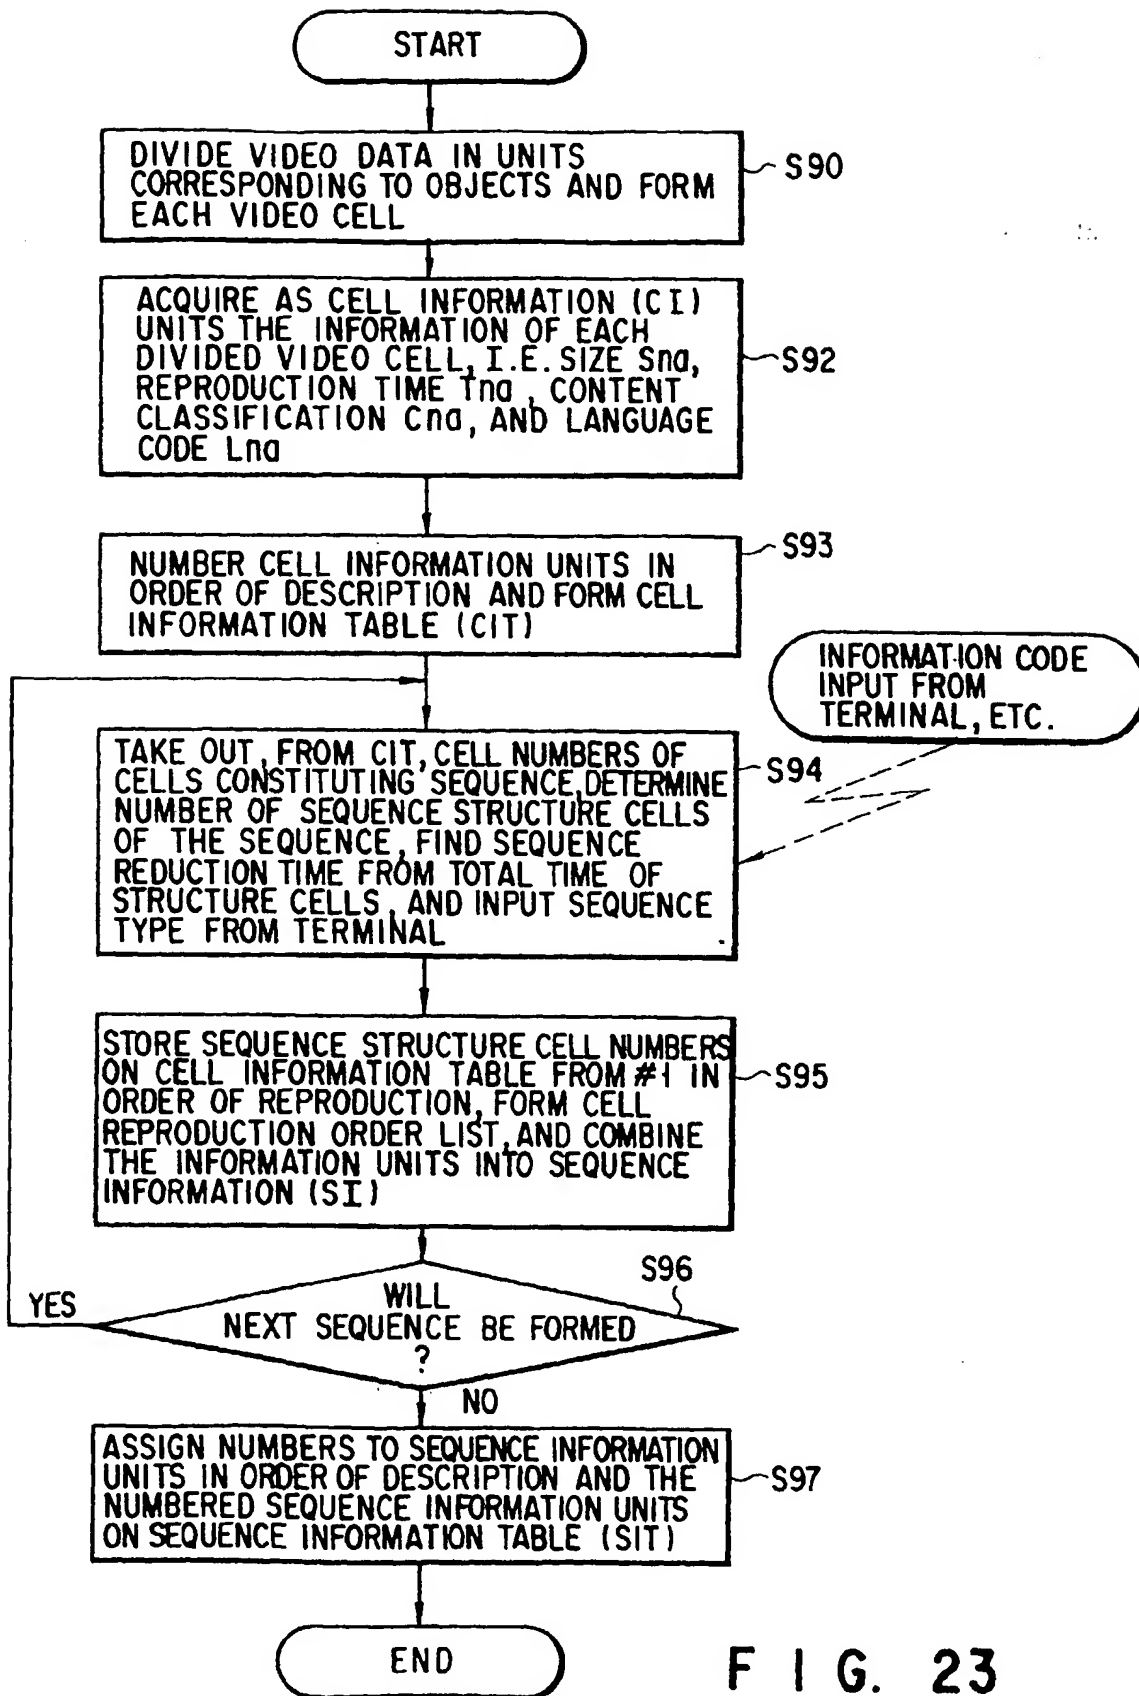 START
DIVIDE VIDEO DATA IN UNITS
CORRESPONDING TO OBJECTS AND FORM
EACH VIDEO CELL
S90
ACQUIRE AS CELL INFORMATION (CI)
UNITS THE INFORMATION OF EACH
DIVIDED VIDEO CELL, I.E. SIZE Sna,
REPRODUCTION TIME Tna, CONTENT
CLASSIFICATION Cna, AND LANGUAGE
CODE Lna
S92
NUMBER CELL INFORMATION UNITS IN
ORDER OF DESCRIPTION AND FORM CELL
INFORMATION TABLE (CIT)
S93
INFORMATION CODE
INPUT FROM
TERMINAL, ETC.
TAKE OUT, FROM CIT, CELL NUMBERS OF
CELLS CONSTITUTING SEQUENCE, DETERMINE
NUMBER OF SEQUENCE STRUCTURE CELLS
OF THE SEQUENCE, FIND SEQUENCE
REDUCTION TIME FROM TOTAL TIME OF
STRUCTURE CELLS, AND INPUT SEQUENCE
TYPE FROM TERMINAL
S94
STORE SEQUENCE STRUCTURE CELL NUMBERS
ON CELL INFORMATION TABLE FROM #1 IN
ORDER OF REPRODUCTION, FORM CELL
REPRODUCTION ORDER LIST, AND COMBINE
THE INFORMATION UNITS INTO SEQUENCE
INFORMATION (SI)
S95
S96
YES
WILL
NEXT SEQUENCE BE FORMED
?
NO
ASSIGN NUMBERS TO SEQUENCE INFORMATION
UNITS IN ORDER OF DESCRIPTION AND THE
NUMBERED SEQUENCE INFORMATION UNITS
ON SEQUENCE INFORMATION TABLE (SIT)
S97
END
FIG. 23